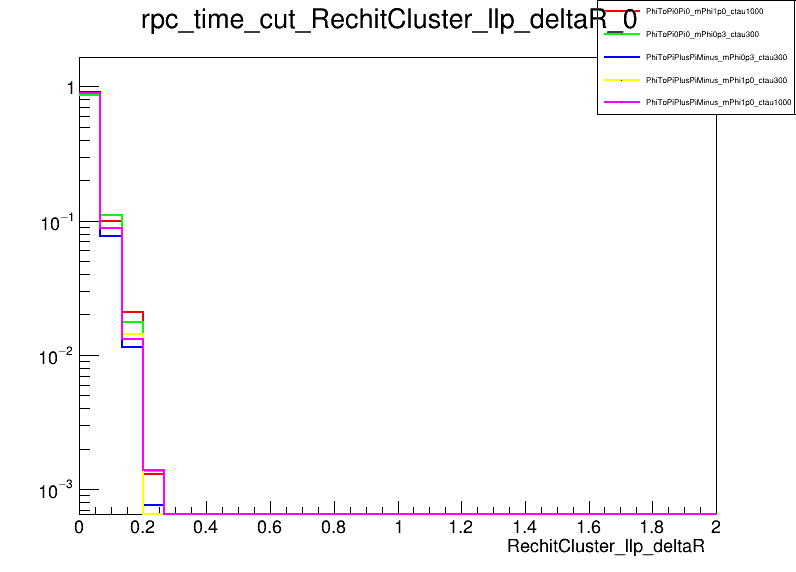 rpc_time_cut_RechitCluster_llp_deltaR_0
PhiToPi0Pi0_mPhi1p0_ctau1000
PhiToPi0Pi0_mPhi0p3_ctau300
PhiToPiPlusPiMinus_mPhi0p3_ctau300
PhiToPiPlusPiMinus_mPhi1p0_ctau300
PhiToPiPlusPiMinus_mPhi1p0_ctau1000
1
10⁻¹
10⁻²
10⁻³
0 0.2 0.4 0.6 0.8 1 1.2 1.4 1.6 1.8 2
RechitCluster_llp_deltaR